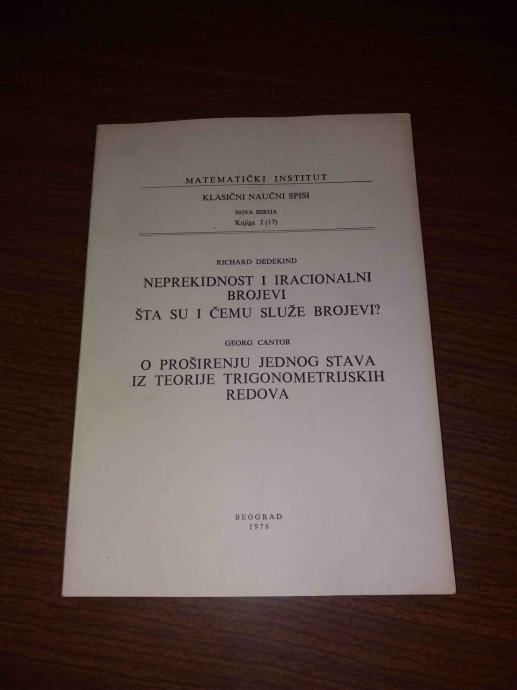 MATEMATIČKI INSTITUT
KLASIČNI NAUČNI SPISI
NOVA SERIJA
Knjiga 2 (17)
RICHARD DEDEKIND
NEPREKIDNOST I IRACIONALNI
BROJEVI
ŠTA SU I ČEMU SLUŽE BROJEVI?
GEORG CANTOR
O PROŠIRENJU JEDNOG STAVA
IZ TEORIJE TRIGONOMETRIJSKIH
REDOVA
BEOGRAD
1976